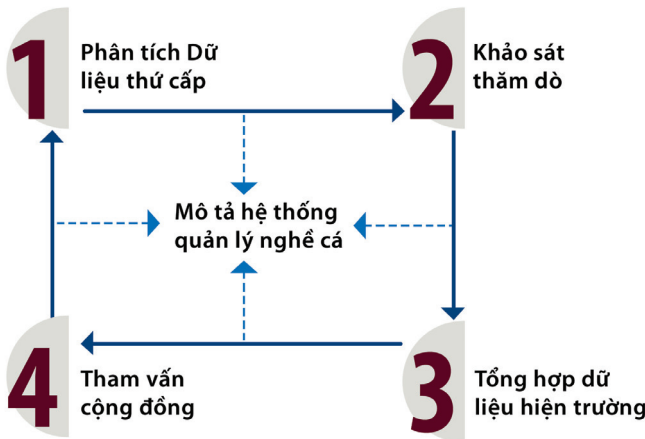 1
Phân tích Dữ
liệu thứ cấp
2
Khảo sát
thăm dò
Mô tả hệ thống
quản lý nghề cá
4
Tham vấn
cộng đồng
3
Tổng hợp dữ
liệu hiện trường